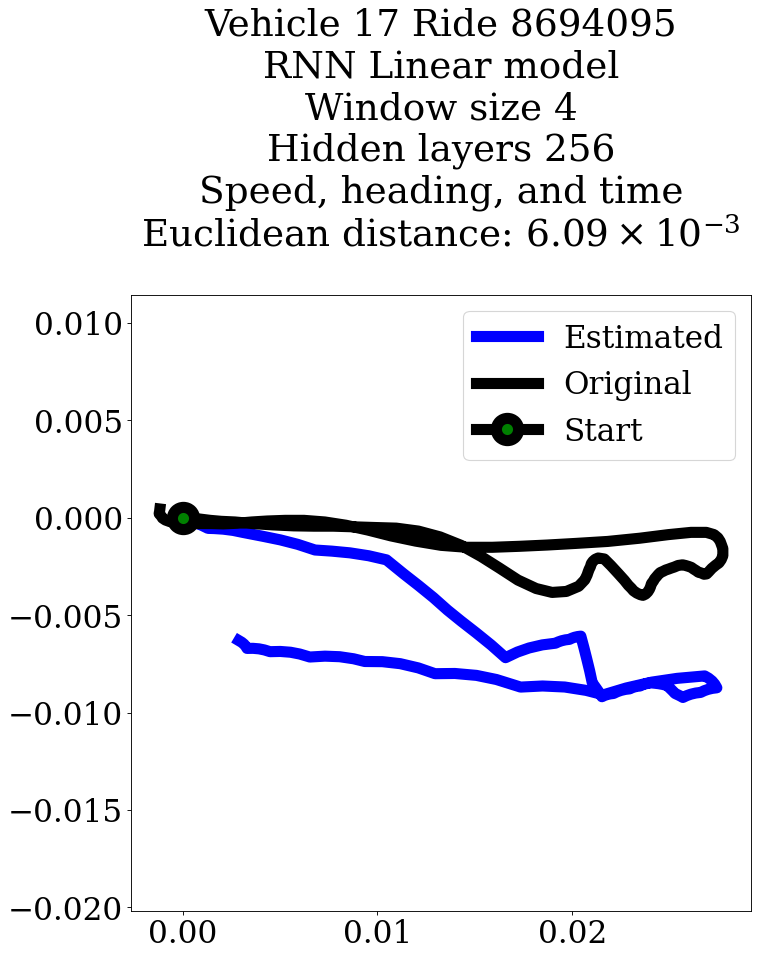 Vehicle 17 Ride 8694095
RNN Linear model
Window size 4
Hidden layers 256
Speed, heading, and time
Euclidean distance: 6.09 × 10⁻³
Estimated
Original
Start
0.010
0.005
0.000
−0.005
−0.010
−0.015
−0.020
0.00 0.01 0.02